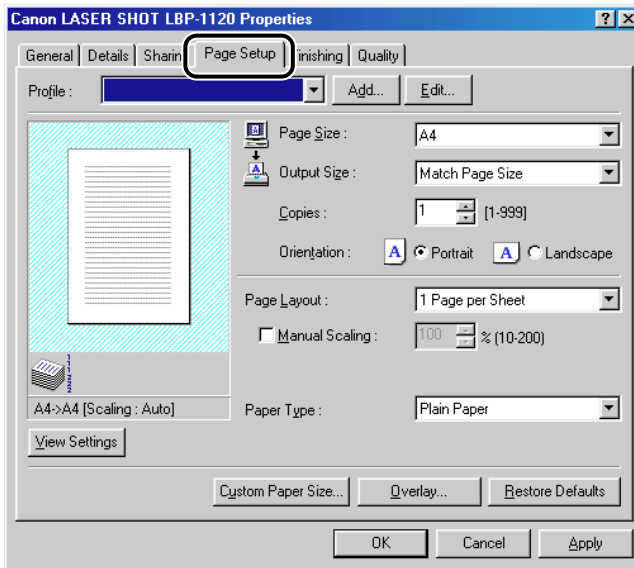 Canon LASER SHOT LBP-1120 Properties
General Details Sharin Page Setup inishing Quality
Profile : Add... Edit...
Page Size : A4
Output Size : Match Page Size
Copies : 1 [1-999]
Orientation : A Portrait A Landscape
Page Layout : 1 Page per Sheet
Manual Scaling : 100 % (10-200)
A4->A4 [Scaling : Auto] Paper Type : Plain Paper
View Settings
Custom Paper Size... Overlay... Restore Defaults
OK Cancel Apply